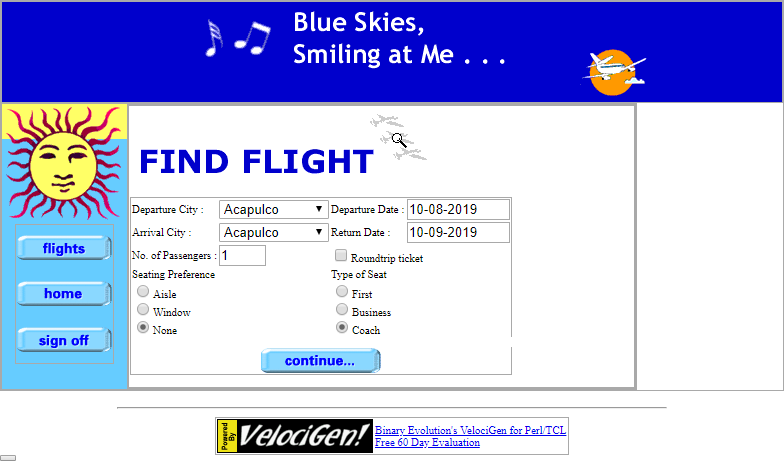 Blue Skies,
Smiling at Me . . .
FIND FLIGHT
Departure City : Acapulco Departure Date : 10-08-2019
Arrival City : Acapulco Return Date : 10-09-2019
No. of Passengers : 1 Roundtrip ticket
Seating Preference Type of Seat
Aisle First
Window Business
None Coach
flights
home
sign off
continue...
Powered By VelociGen! Binary Evolution's VelociGen for Perl/TCL
Free 60 Day Evaluation